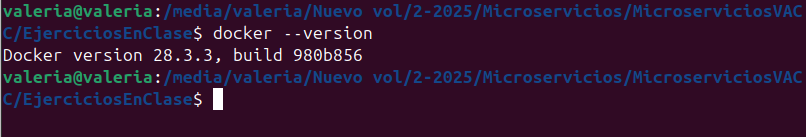 valeria@valeria:/media/valeria/Nuevo vol/2-2025/Microservicios/MicroserviciosVAC
C/EjerciciosEnClase$ docker --version
Docker version 28.3.3, build 980b856
valeria@valeria:/media/valeria/Nuevo vol/2-2025/Microservicios/MicroserviciosVAC
C/EjerciciosEnClase$